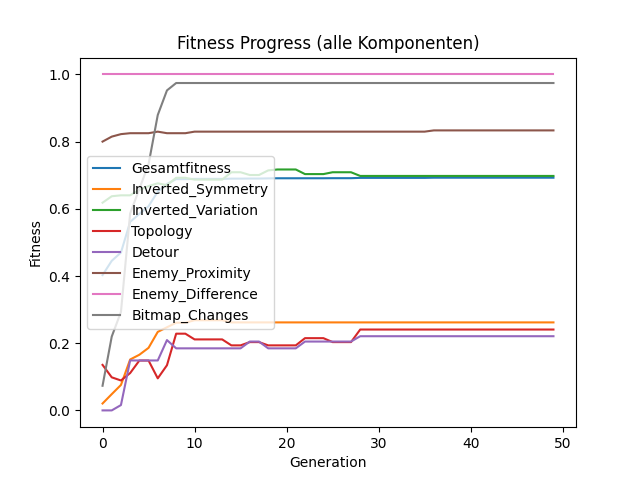 Fitness Progress (alle Komponenten)
1.0
0.8
0.6
0.4
0.2
0.0
Fitness
Gesamtfitness
Inverted_Symmetry
Inverted_Variation
Topology
Detour
Enemy_Proximity
Enemy_Difference
Bitmap_Changes
0 10 20 30 40 50
Generation